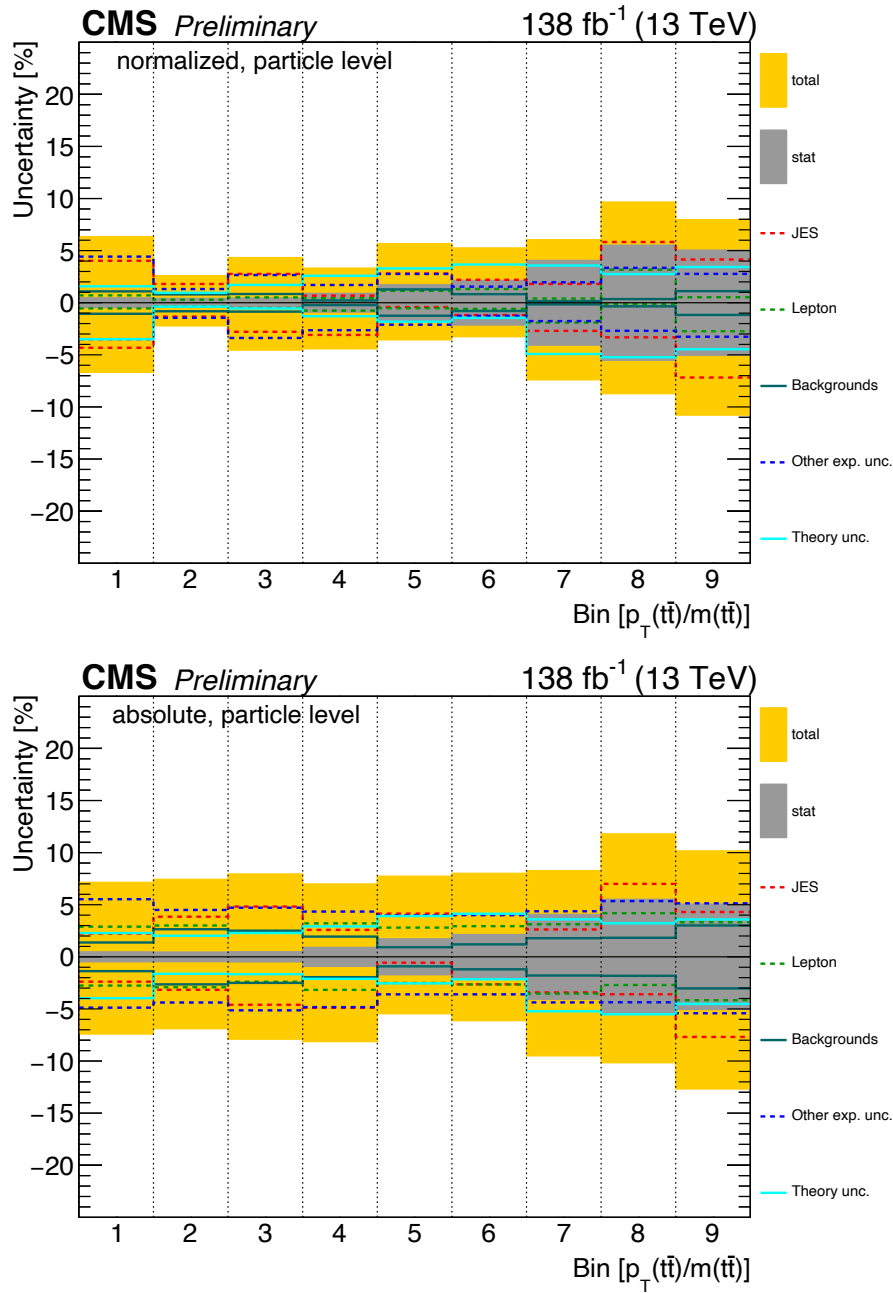 CMS Preliminary 138 fb⁻¹ (13 TeV)
normalized, particle level
Uncertainty [%]
20
15
10
5
0
−5
−10
−15
−20
1 2 3 4 5 6 7 8 9
Bin [p_T(tt̄)/m(tt̄)]
total
stat
JES
Lepton
Backgrounds
Other exp. unc.
Theory unc.
CMS Preliminary 138 fb⁻¹ (13 TeV)
absolute, particle level
Uncertainty [%]
20
15
10
5
0
−5
−10
−15
−20
1 2 3 4 5 6 7 8 9
Bin [p_T(tt̄)/m(tt̄)]
total
stat
JES
Lepton
Backgrounds
Other exp. unc.
Theory unc.